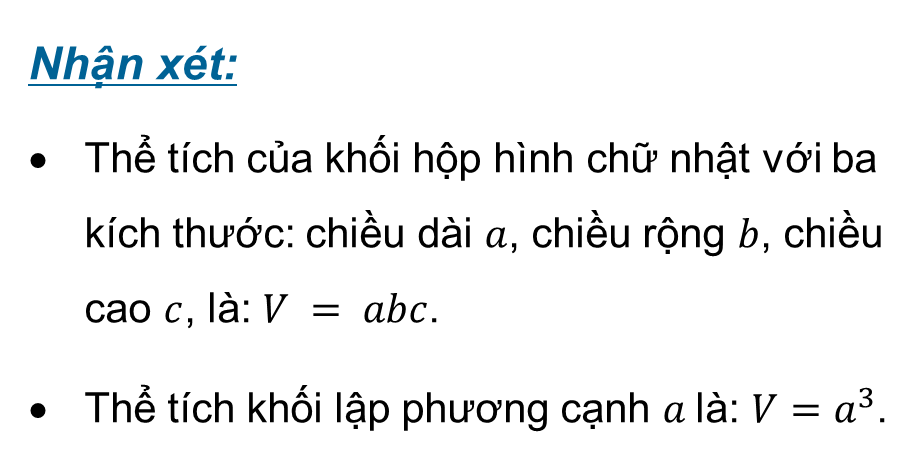 Nhận xét:
• Thể tích của khối hộp hình chữ nhật với ba
kích thước: chiều dài a, chiều rộng b, chiều
cao c, là: V = abc.
• Thể tích khối lập phương cạnh a là: V = a³.